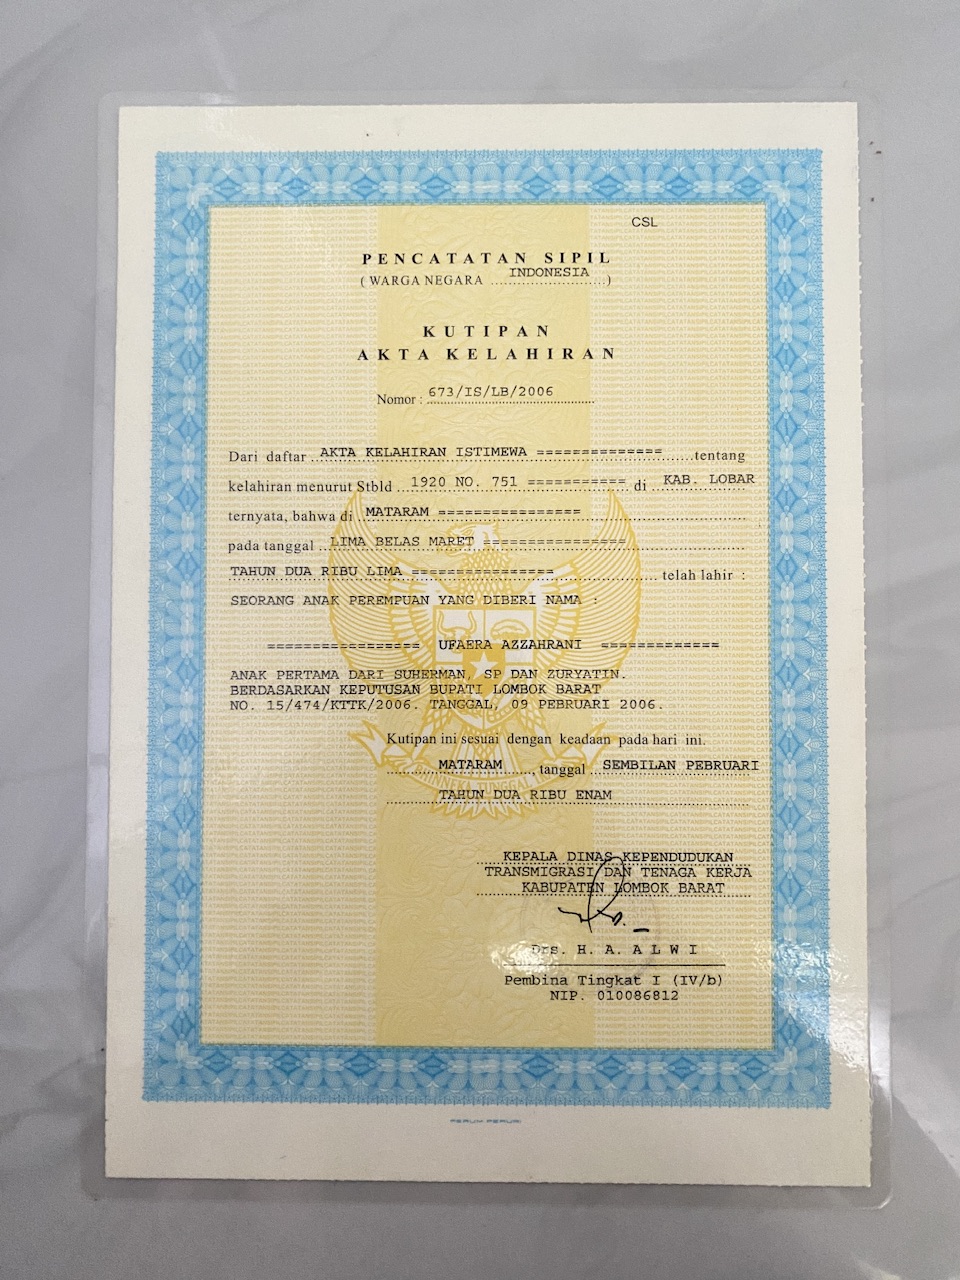 CSL
PENCATATAN SIPIL
( WARGA NEGARA INDONESIA )
KUTIPAN
AKTA KELAHIRAN
Nomor : 673/IS/LB/2006
Dari daftar AKTA KELAHIRAN ISTIMEWA ============== tentang
kelahiran menurut Stbld 1920 NO. 751 =========== di KAB. LOBAR
ternyata, bahwa di MATARAM ================
pada tanggal LIMA BELAS MARET ================
TAHUN DUA RIBU LIMA ================ telah lahir :
SEORANG ANAK PEREMPUAN YANG DIBERI NAMA :
================= UFAERA AZZAHRANI =============
ANAK PERTAMA DARI SUHERMAN, SP DAN ZURYATIN.
BERDASARKAN KEPUTUSAN BUPATI LOMBOK BARAT
NO. 15/474/KTTK/2006. TANGGAL, 09 PEBRUARI 2006.
Kutipan ini sesuai dengan keadaan pada hari ini.
MATARAM, tanggal SEMBILAN PEBRUARI
TAHUN DUA RIBU ENAM
KEPALA DINAS KEPENDUDUKAN
TRANSMIGRASI DAN TENAGA KERJA
KABUPATEN LOMBOK BARAT
Drs. H. A. A L W I
Pembina Tingkat I (IV/b)
NIP. 010086812
PERUM PERURI